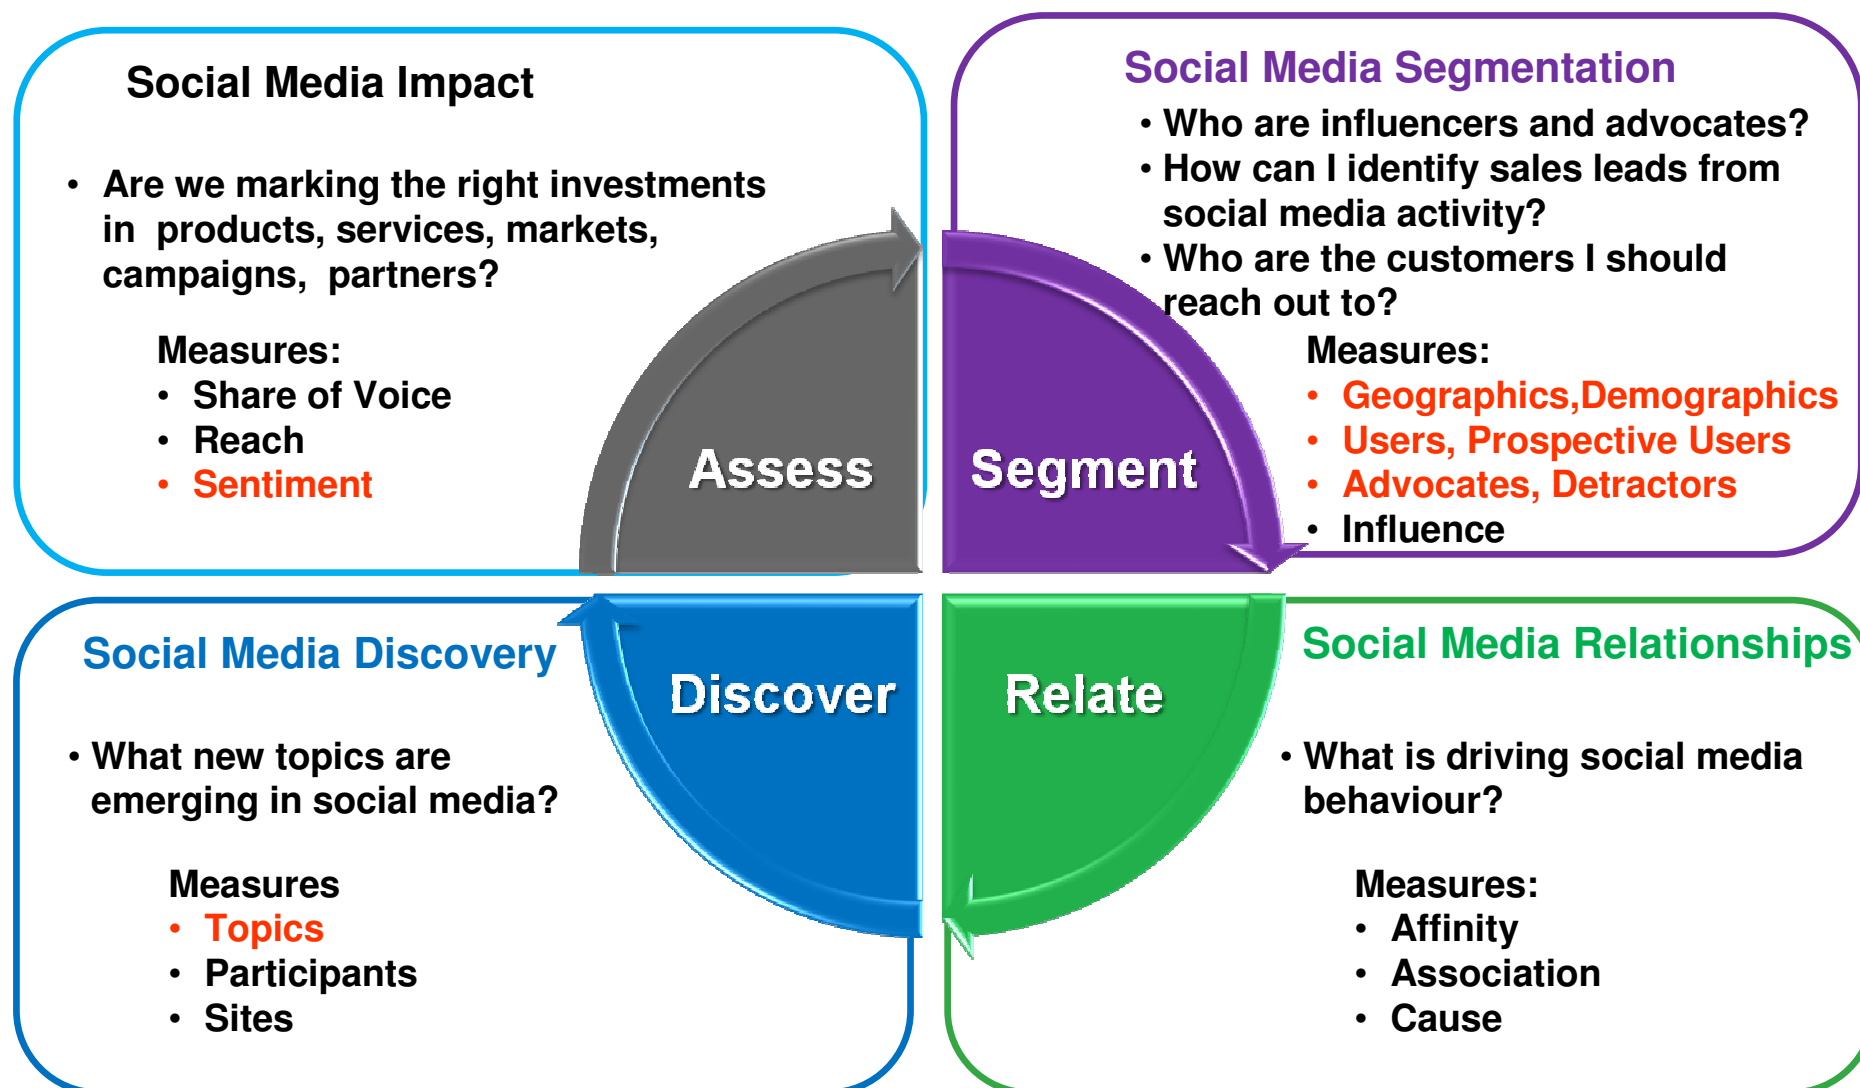 Social Media Impact
• Are we marking the right investments
in products, services, markets,
campaigns, partners?
Measures:
• Share of Voice
• Reach
• Sentiment
Social Media Segmentation
• Who are influencers and advocates?
• How can I identify sales leads from
social media activity?
• Who are the customers I should
reach out to?
Measures:
• Geographics,Demographics
• Users, Prospective Users
• Advocates, Detractors
• Influence
Assess
Segment
Discover
Relate
Social Media Discovery
• What new topics are
emerging in social media?
Measures
• Topics
• Participants
• Sites
Social Media Relationships
• What is driving social media
behaviour?
Measures:
• Affinity
• Association
• Cause